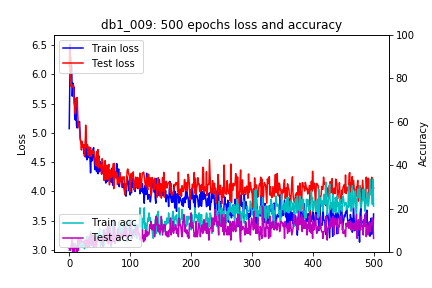 db1_009: 500 epochs loss and accuracy
Train loss
Test loss
Train acc
Test acc
Loss
6.5
6.0
5.5
5.0
4.5
4.0
3.5
3.0
Accuracy
100
80
60
40
20
0
0 100 200 300 400 500